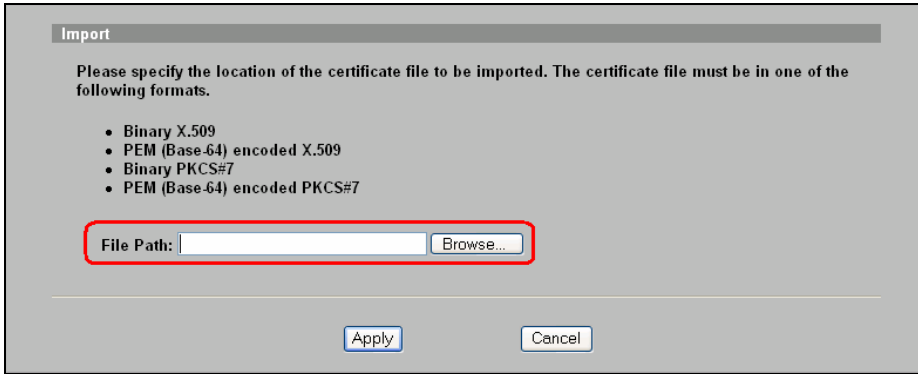 Import
Please specify the location of the certificate file to be imported. The certificate file must be in one of the
following formats.
• Binary X.509
• PEM (Base-64) encoded X.509
• Binary PKCS#7
• PEM (Base-64) encoded PKCS#7
File Path: Browse...
Apply Cancel